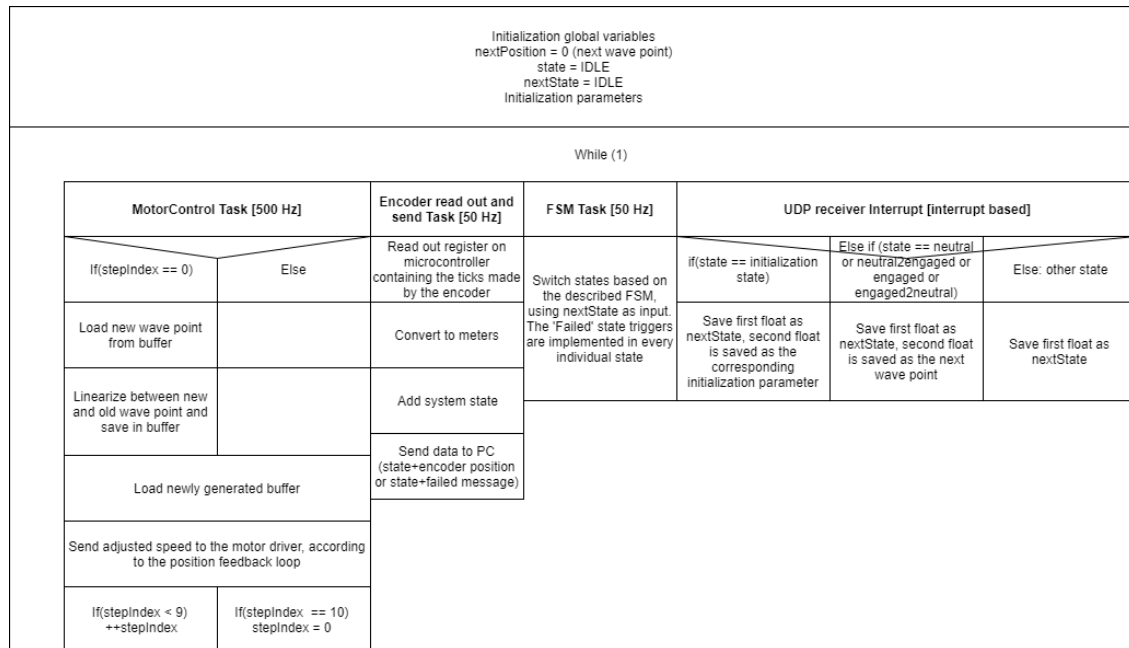 Initialization global variables
nextPosition = 0 (next wave point)
state = IDLE
nextState = IDLE
Initialization parameters
While (1)
MotorControl Task [500 Hz]
If(stepIndex == 0)
Else
Load new wave point
from buffer
Linearize between new
and old wave point and
save in buffer
Load newly generated buffer
Send adjusted speed to the motor driver, according
to the position feedback loop
If(stepIndex < 9)
++stepIndex
If(stepIndex  == 10)
stepIndex = 0
Encoder read out and
send Task [50 Hz]
Read out register on
microcontroller
containing the ticks made
by the encoder
Convert to meters
Add system state
Send data to PC
(state+encoder position
or state+failed message)
FSM Task [50 Hz]
Switch states based on
the described FSM,
using nextState as input.
The 'Failed' state triggers
are implemented in every
individual state
UDP receiver Interrupt [interrupt based]
if(state == initialization
state)
Save first float as
nextState, second float
is saved as the
corresponding
initialization parameter
Else if (state == neutral
or neutral2engaged or
engaged or
engaged2neutral)
Save first float as
nextState, second float
is saved as the next
wave point
Else: other state
Save first float as
nextState